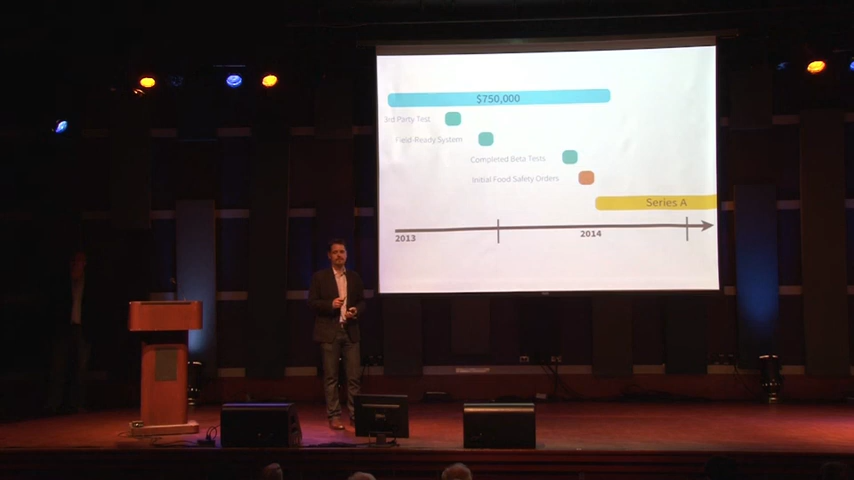 $750,000
3rd Party Test
Field-Ready System
Completed Beta Tests
Initial Food Safety Orders
Series A
2013
2014